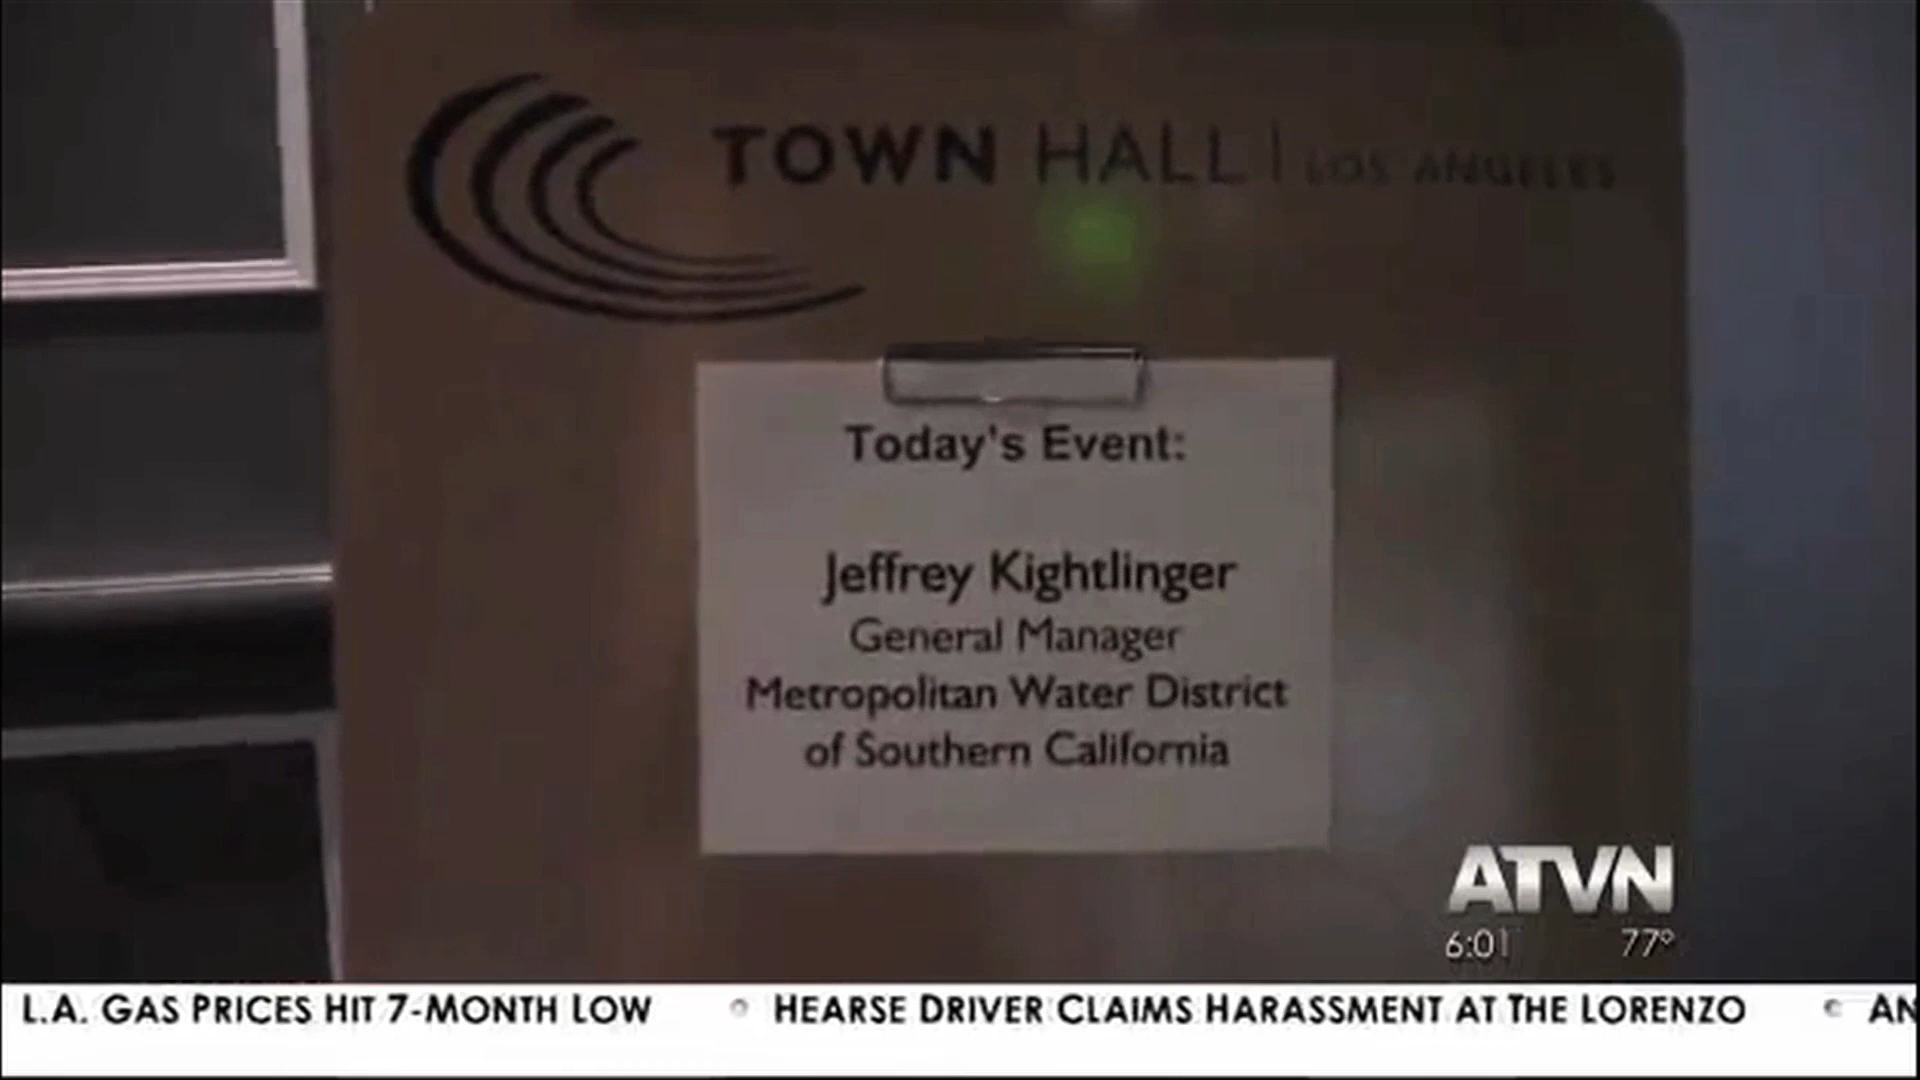 TOWN HALL | LOS ANGELES
Today's Event:
Jeffrey Kightlinger
General Manager
Metropolitan Water District
of Southern California
ATVN
6:01 77°
L.A. GAS PRICES HIT 7-MONTH LOW HEARSE DRIVER CLAIMS HARASSMENT AT THE LORENZO AN